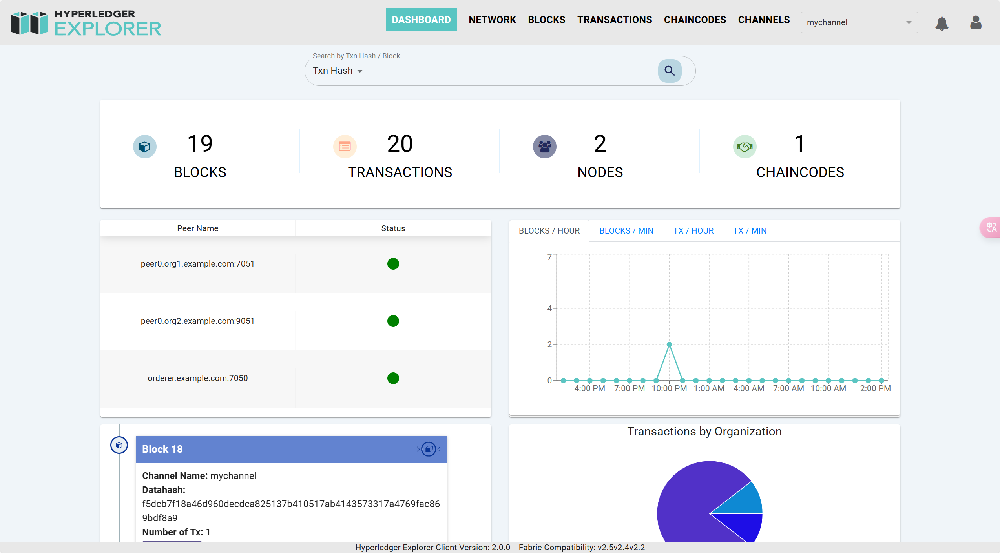 HYPERLEDGER
EXPLORER
DASHBOARD NETWORK BLOCKS TRANSACTIONS CHAINCODES CHANNELS mychannel
Search by Txn Hash / Block
Txn Hash
19 20 2 1
BLOCKS TRANSACTIONS NODES CHAINCODES
Peer Name Status
peer0.org1.example.com:7051
peer0.org2.example.com:9051
orderer.example.com:7050
BLOCKS / HOUR BLOCKS / MIN TX / HOUR TX / MIN
7
4
2
0
4:00 PM 7:00 PM 10:00 PM 1:00 AM 4:00 AM 7:00 AM 10:00 AM 2:00 PM
中A
Block 18
Channel Name: mychannel
Datahash:
f5dcb7f18a46d960decdca825137b410517ab4143573317a4769fac86
9bdf8a9
Number of Tx: 1
Transactions by Organization
Hyperledger Explorer Client Version: 2.0.0 Fabric Compatibility: v2.5v2.4v2.2